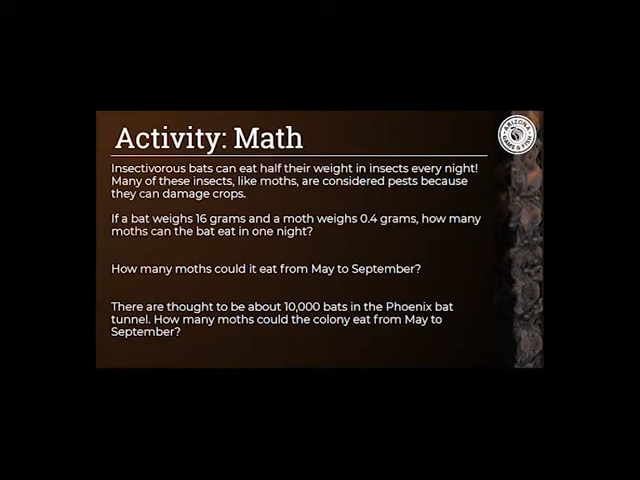 Activity: Math
ARIZONA
GAME & FISH
Insectivorous bats can eat half their weight in insects every night!
Many of these insects, like moths, are considered pests because
they can damage crops.
If a bat weighs 16 grams and a moth weighs 0.4 grams, how many
moths can the bat eat in one night?
How many moths could it eat from May to September?
There are thought to be about 10,000 bats in the Phoenix bat
tunnel. How many moths could the colony eat from May to
September?